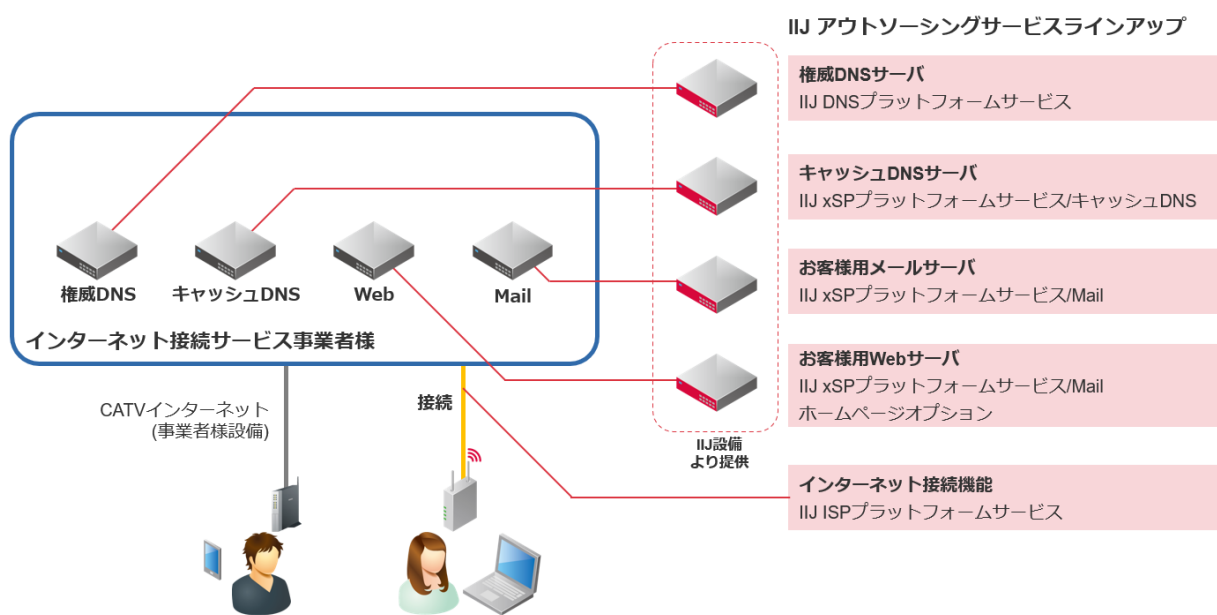 IIJ アウトソーシングサービスラインアップ
権威DNSサーバ
IIJ DNSプラットフォームサービス
キャッシュDNSサーバ
IIJ xSPプラットフォームサービス/キャッシュDNS
お客様用メールサーバ
IIJ xSPプラットフォームサービス/Mail
お客様用Webサーバ
IIJ xSPプラットフォームサービス/Mail
ホームページオプション
インターネット接続機能
IIJ ISPプラットフォームサービス
IIJ設備
より提供
権威DNS
キャッシュDNS
Web
Mail
インターネット接続サービス事業者様
CATVインターネット
(事業者様設備)
接続